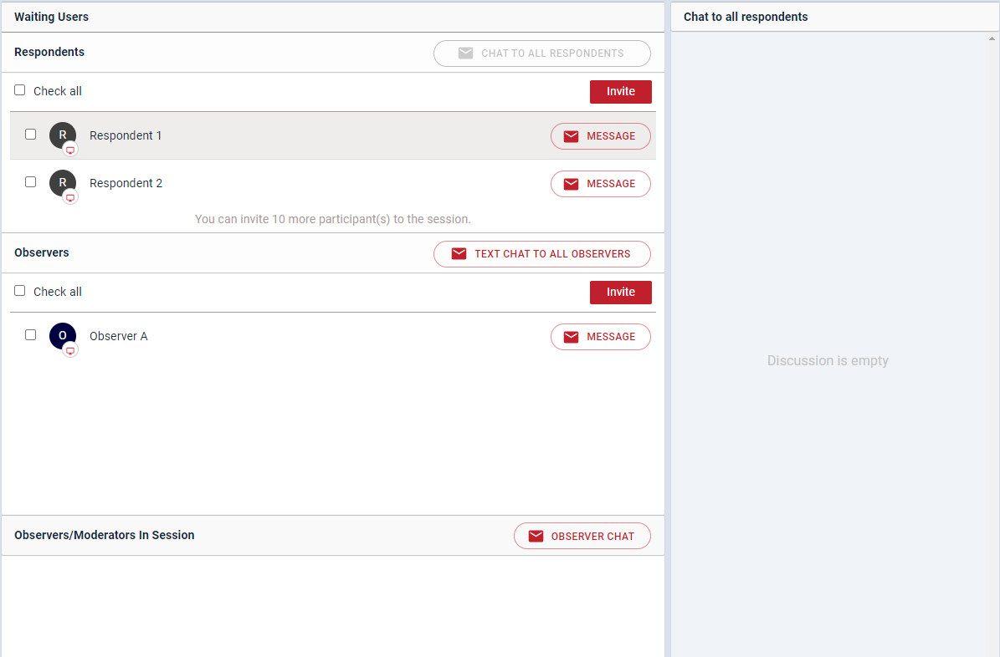 Waiting Users
Respondents
CHAT TO ALL RESPONDENTS
Check all
Invite
R
Respondent 1
MESSAGE
R
Respondent 2
MESSAGE
You can invite 10 more participant(s) to the session.
Observers
TEXT CHAT TO ALL OBSERVERS
Check all
Invite
O
Observer A
MESSAGE
Observers/Moderators In Session
OBSERVER CHAT
Chat to all respondents
Discussion is empty